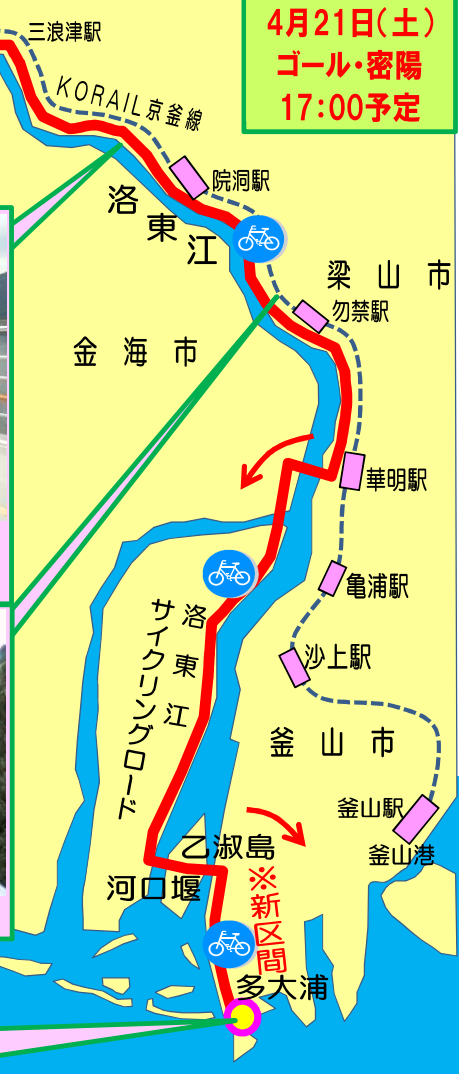 三浪津駅
4月21日(土)
ゴール・密陽
17:00予定
KORAIL京釜線
院洞駅
洛東江
梁山市
勿禁駅
金海市
華明駅
亀浦駅
洛東江
サイクリングロード
沙上駅
釜山市
釜山駅
釜山港
乙淑島
河口堰
※新区間
多大浦